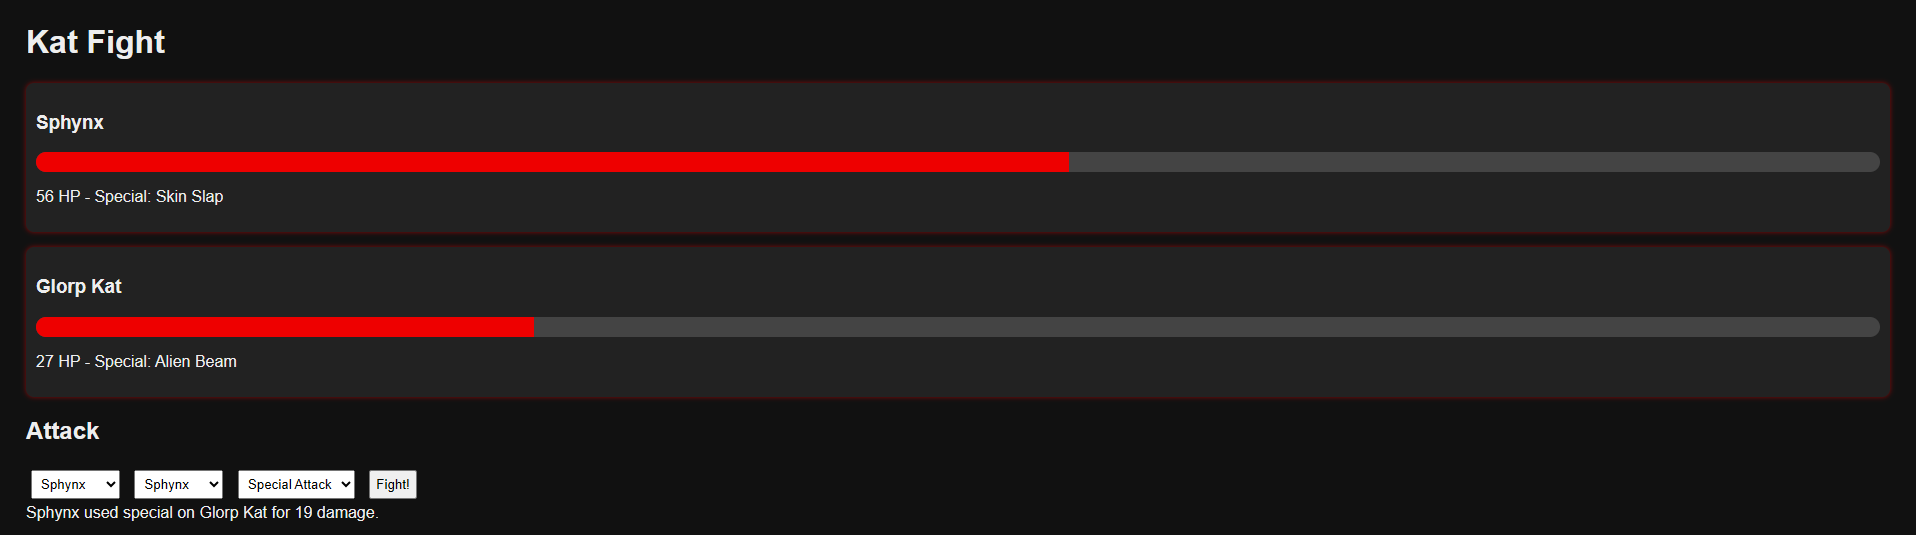 Kat Fight
Sphynx
56 HP - Special: Skin Slap
Glorp Kat
27 HP - Special: Alien Beam
Attack
Sphynx Sphynx Special Attack Fight!
Sphynx used special on Glorp Kat for 19 damage.